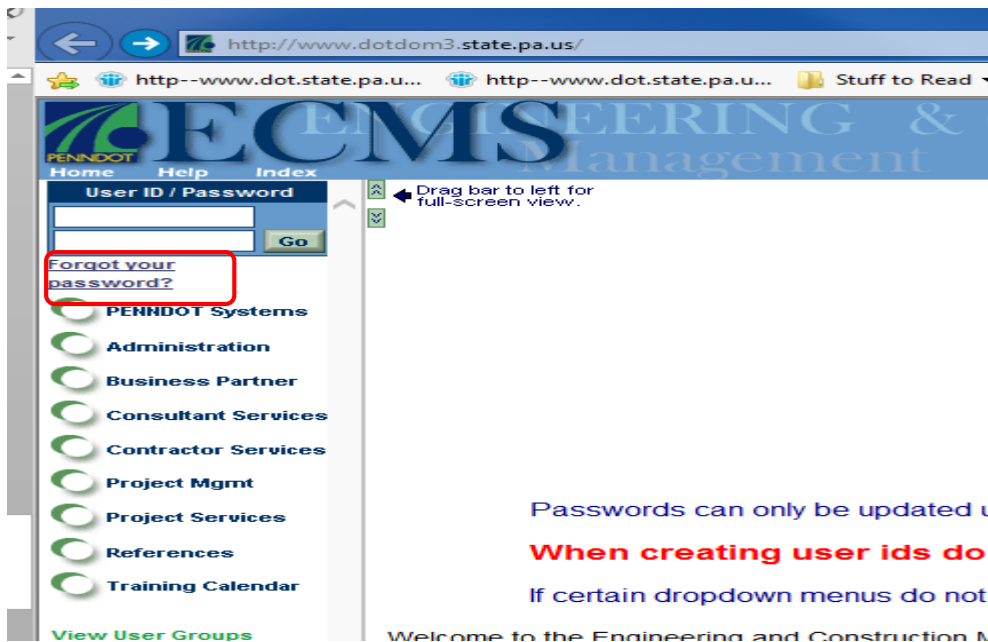 http://www.dotdom3.state.pa.us/
http--www.dot.state.pa.u... http--www.dot.state.pa.u... Stuff to Read
PENNDOT
ECMS
ENGINEERING &
Management
Home Help Index
User ID / Password
Drag bar to left for
full-screen view.
Go
Forgot your
password?
PENNDOT Systems
Administration
Business Partner
Consultant Services
Contractor Services
Project Mgmt
Project Services
References
Training Calendar
View User Groups
Passwords can only be updated u
When creating user ids do
If certain dropdown menus do not
Welcome to the Engineering and Construction M